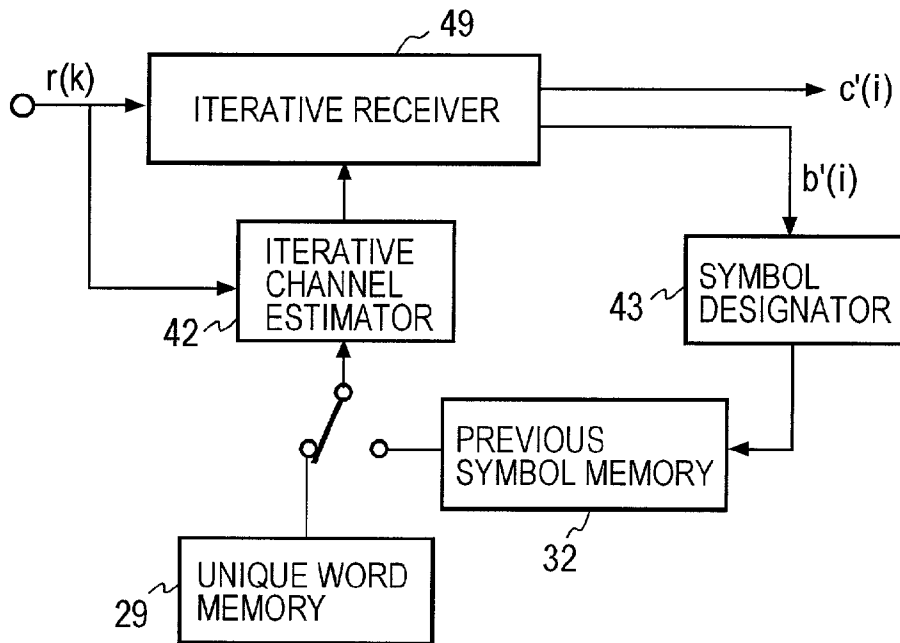 49
r(k)
ITERATIVE RECEIVER
c'(i)
b'(i)
ITERATIVE
CHANNEL
ESTIMATOR
42
SYMBOL
DESIGNATOR
43
PREVIOUS
SYMBOL MEMORY
32
UNIQUE WORD
MEMORY
29